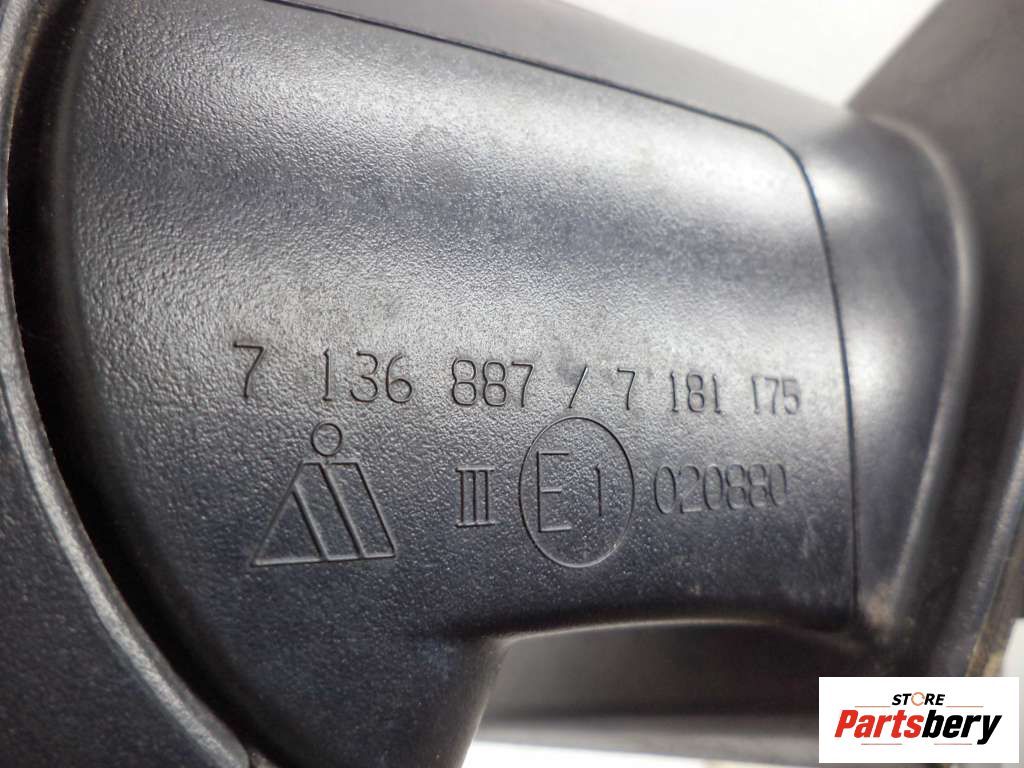 7 136 887 / 7 181 175
III E1 020880
STORE
Partsbery